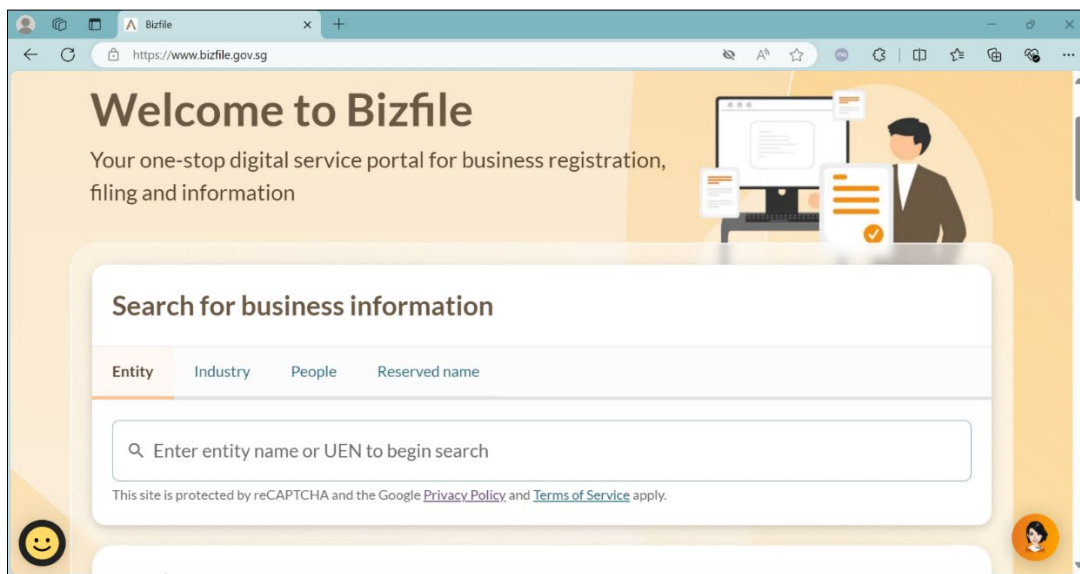 Bizfile
https://www.bizfile.gov.sg
Welcome to Bizfile
Your one-stop digital service portal for business registration,
filing and information
Search for business information
Entity Industry People Reserved name
Enter entity name or UEN to begin search
This site is protected by reCAPTCHA and the Google Privacy Policy and Terms of Service apply.